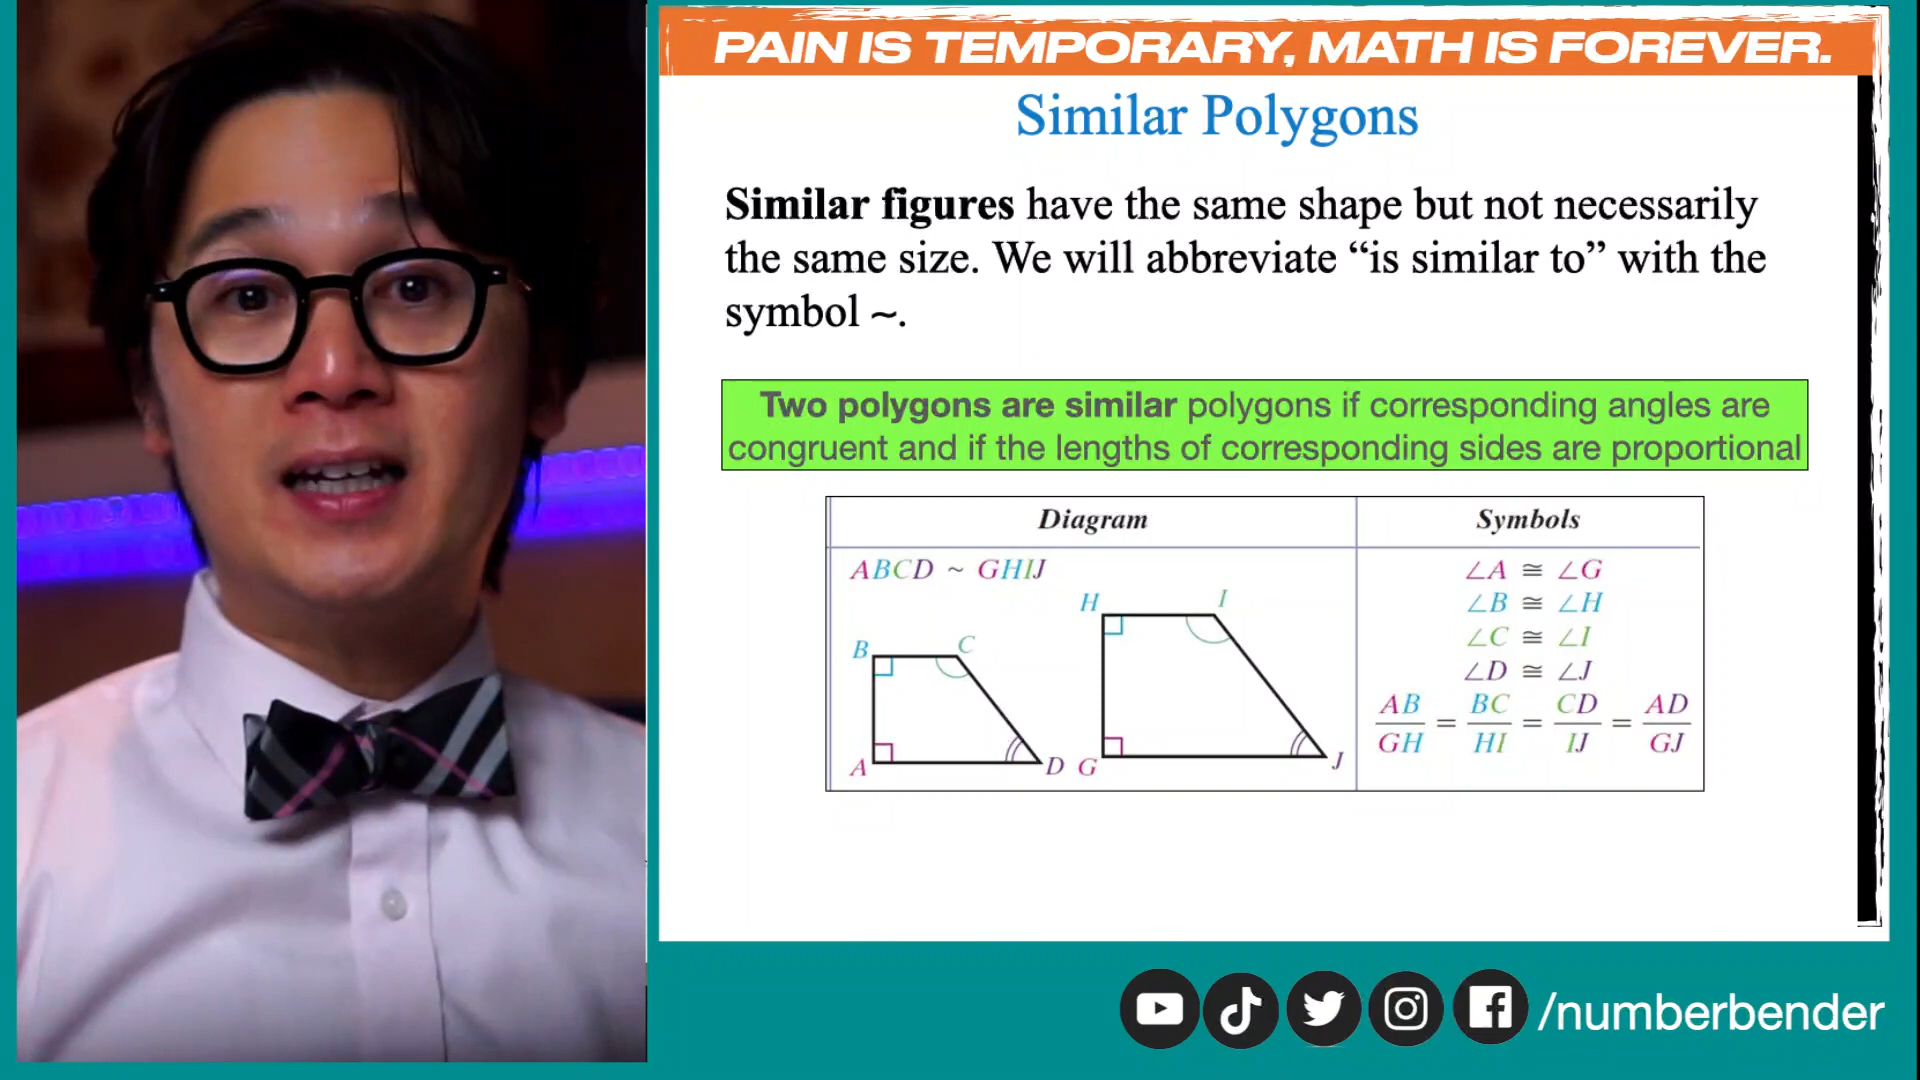 PAIN IS TEMPORARY, MATH IS FOREVER.
Similar Polygons
Similar figures have the same shape but not necessarily
the same size. We will abbreviate “is similar to” with the
symbol ~.
Two polygons are similar polygons if corresponding angles are
congruent and if the lengths of corresponding sides are proportional
Diagram
Symbols
ABCD ~ GHIJ
B C
A D
H I
G J
∠A ≅ ∠G
∠B ≅ ∠H
∠C ≅ ∠I
∠D ≅ ∠J
AB/GH = BC/HI = CD/IJ = AD/GJ
/numberbender